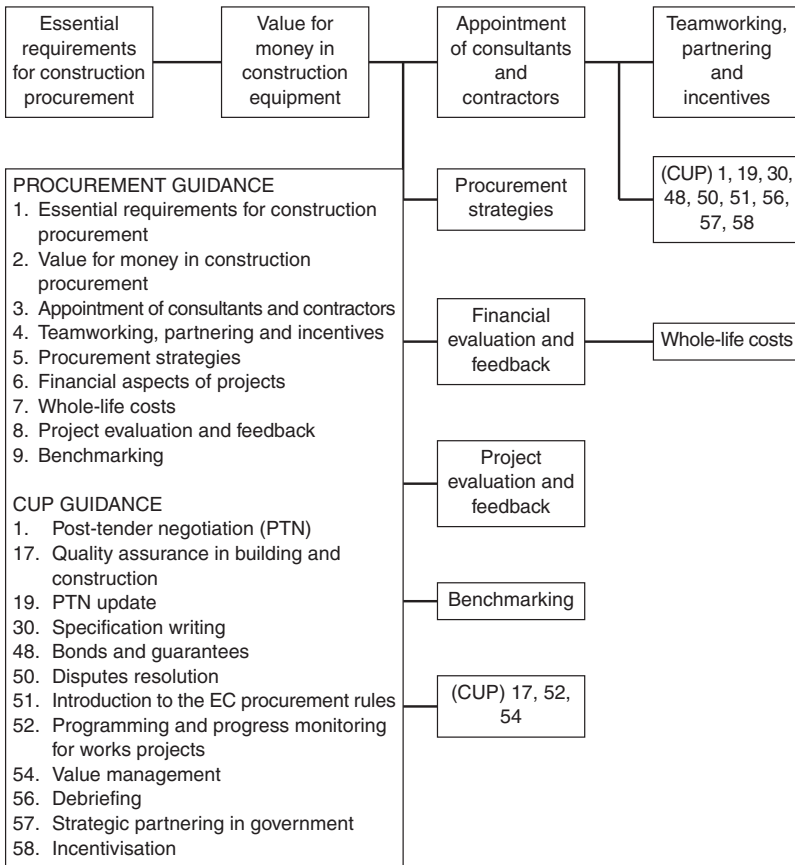 Essential
requirements
for construction
procurement
Value for
money in
construction
equipment
Appointment
of consultants
and
contractors
Teamworking,
partnering
and
incentives
PROCUREMENT GUIDANCE
1. Essential requirements for construction
procurement
2. Value for money in construction
procurement
3. Appointment of consultants and contractors
4. Teamworking, partnering and incentives
5. Procurement strategies
6. Financial aspects of projects
7. Whole-life costs
8. Project evaluation and feedback
9. Benchmarking
CUP GUIDANCE
1. Post-tender negotiation (PTN)
17. Quality assurance in building and
construction
19. PTN update
30. Specification writing
48. Bonds and guarantees
50. Disputes resolution
51. Introduction to the EC procurement rules
52. Programming and progress monitoring
for works projects
54. Value management
56. Debriefing
57. Strategic partnering in government
58. Incentivisation
Procurement
strategies
(CUP) 1, 19, 30,
48, 50, 51, 56,
57, 58
Financial
evaluation and
feedback
Whole-life costs
Project
evaluation and
feedback
Benchmarking
(CUP) 17, 52,
54